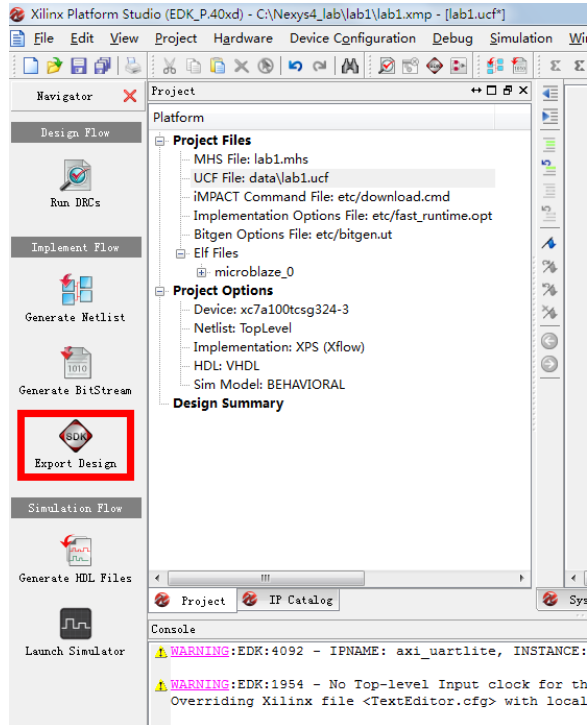 Xilinx Platform Studio (EDK_P.40xd) - C:\Nexys4_lab\lab1\lab1.xmp - [lab1.ucf*]
File Edit View Project Hardware Device Configuration Debug Simulation
Navigator
Project
Platform
Design Flow
Project Files
MHS File: lab1.mhs
UCF File: data\lab1.ucf
iMPACT Command File: etc/download.cmd
Run DRCs
Implementation Options File: etc/fast_runtime.opt
Bitgen Options File: etc/bitgen.ut
Implement Flow
Elf Files
microblaze_0
Project Options
Device: xc7a100tcsg324-3
Generate Netlist
Netlist: TopLevel
Implementation: XPS (Xflow)
HDL: VHDL
Sim Model: BEHAVIORAL
1010
Generate BitStream
Design Summary
SDK
Export Design
Simulation Flow
Generate HDL Files
Project IP Catalog
Console
Launch Simulator
WARNING:EDK:4092 - IPNAME: axi_uartlite, INSTANCE:
WARNING:EDK:1954 - No Top-level Input clock for th
Overriding Xilinx file <TextEditor.cfg> with local